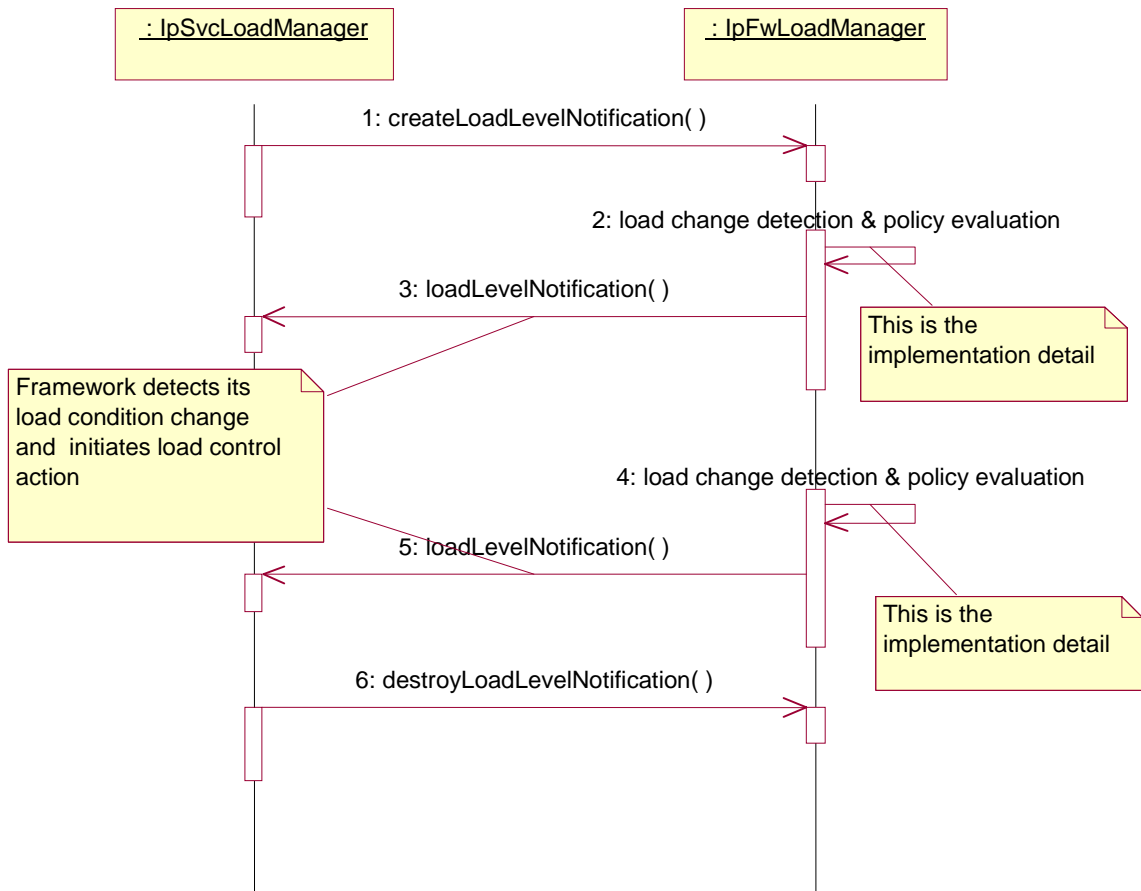 : IpSvcLoadManager
: IpFwLoadManager
1: createLoadLevelNotification( )
2: load change detection & policy evaluation
3: loadLevelNotification( )
This is the
implementation detail
Framework detects its
load condition change
and  initiates load control
action
4: load change detection & policy evaluation
5: loadLevelNotification( )
This is the
implementation detail
6: destroyLoadLevelNotification( )